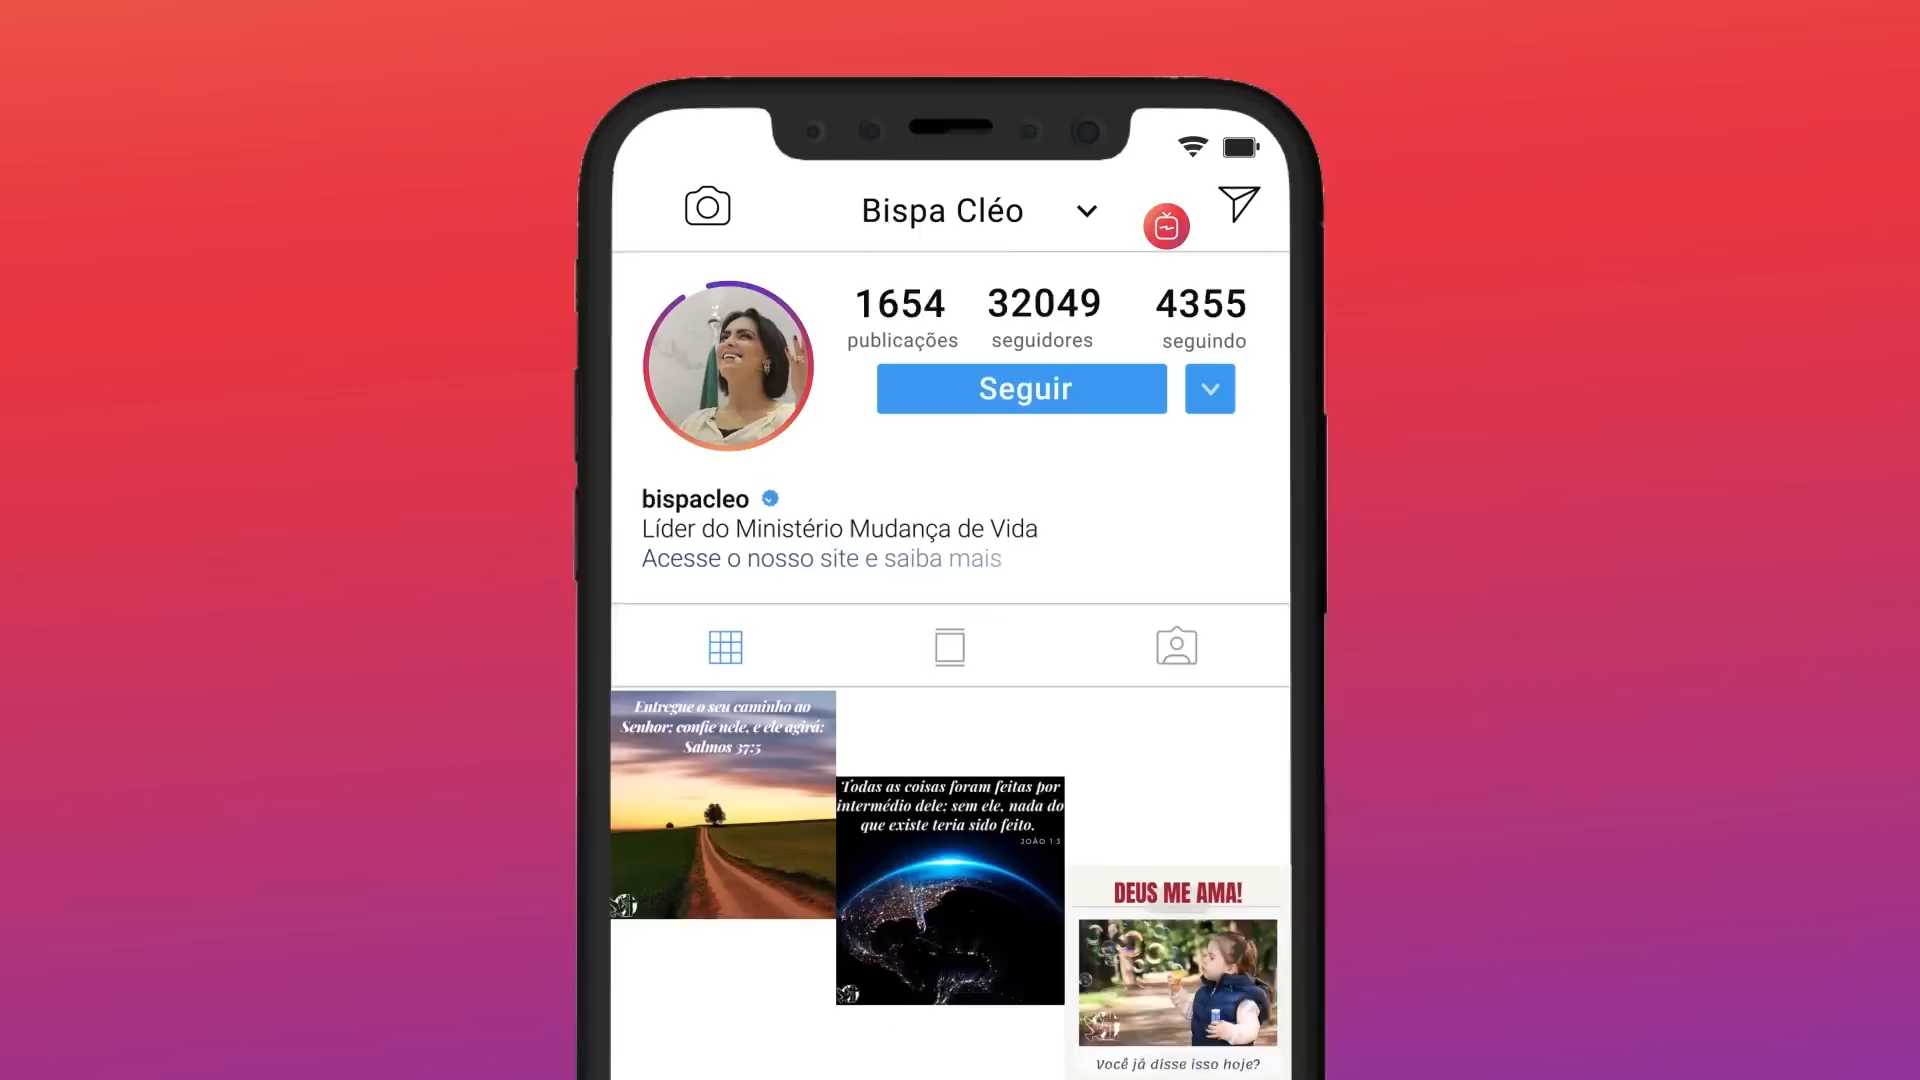 Bispa Cléo
1654 32049 4355
publicações seguidores seguindo
Seguir
bispacleo
Líder do Ministério Mudança de Vida
Acesse o nosso site e saiba mais
Entregue o seu caminho ao
Senhor; confie nele, e ele agirá:
Salmos 37:5
Todas as coisas foram feitas por
intermédio dele; sem ele, nada do
que existe teria sido feito.
JOÃO 1:3
DEUS ME AMA!
Você já disse isso hoje?